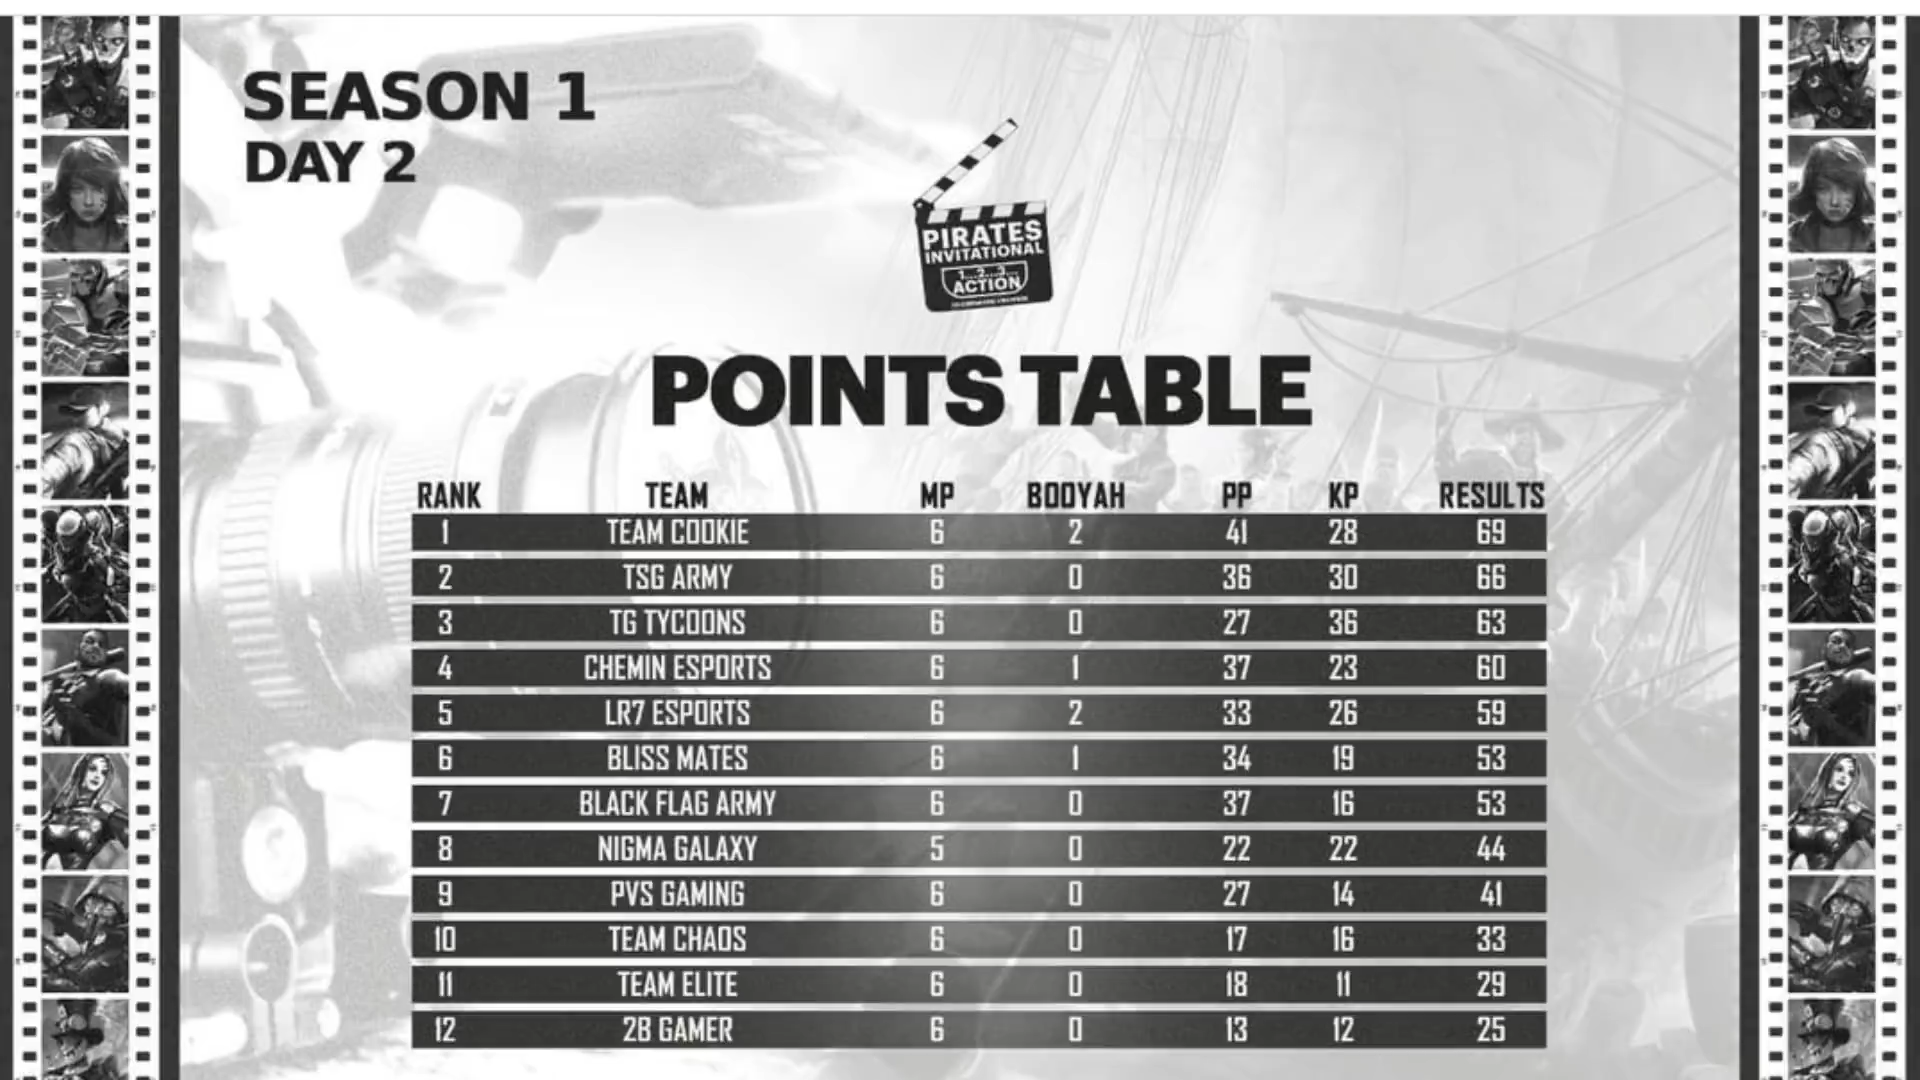 SEASON 1
DAY 2
PIRATES
INVITATIONAL
1..2..3..
ACTION
POINTS TABLE
RANK TEAM MP BOOYAH PP KP RESULTS
1 TEAM COOKIE 6 2 41 28 69
2 TSG ARMY 6 0 36 30 66
3 TG TYCOONS 6 0 27 36 63
4 CHEMIN ESPORTS 6 1 37 23 60
5 LR7 ESPORTS 6 2 33 26 59
6 BLISS MATES 6 1 34 19 53
7 BLACK FLAG ARMY 6 0 37 16 53
8 NIGMA GALAXY 5 0 22 22 44
9 PVS GAMING 6 0 27 14 41
10 TEAM CHAOS 6 0 17 16 33
11 TEAM ELITE 6 0 18 11 29
12 2B GAMER 6 0 13 12 25